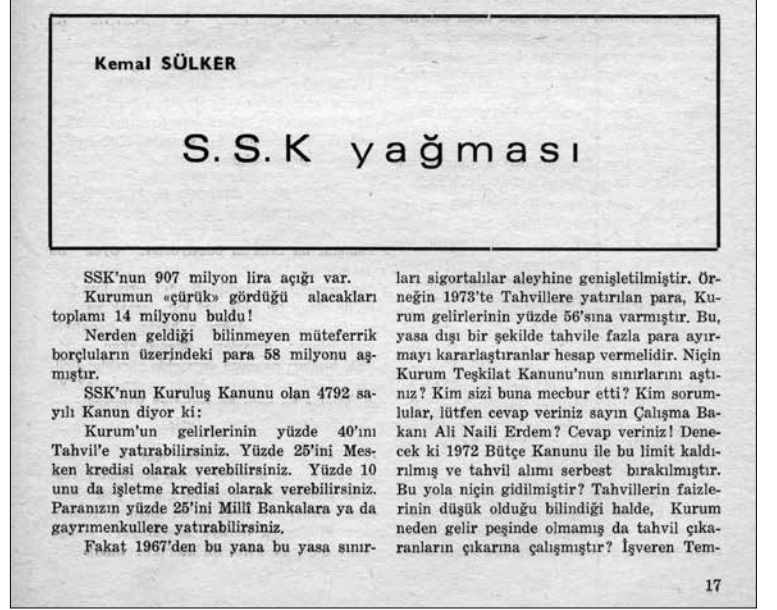 Kemal SÜLKER
S. S. K yağması
SSK'nun 907 milyon lira açığı var.
Kurumun «çürük» gördüğü alacakları
toplamı 14 milyonu buldu!
Nerden geldiği bilinmeyen müteferrik
borçluların üzerindeki para 58 milyonu aş-
mıştır.
SSK'nun Kuruluş Kanunu olan 4792 sa-
yılı Kanun diyor ki:
Kurum'un gelirlerinin yüzde 40'ını
Tahvil'e yatırabilirsiniz. Yüzde 25'ini Mes-
ken kredisi olarak verebilirsiniz. Yüzde 10
unu da işletme kredisi olarak verebilirsiniz.
Paranızın yüzde 25'ini Millî Bankalara ya da
gayrımenkullere yatırabilirsiniz.
Fakat 1967'den bu yana bu yasa sınır-
ları sigortalılar aleyhine genişletilmiştir. Ör-
neğin 1973'te Tahvillere yatırılan para, Ku-
rum gelirlerinin yüzde 56'sına varmıştır. Bu,
yasa dışı bir şekilde tahvile fazla para ayır-
mayı kararlaştıranlar hesap vermelidir. Niçin
Kurum Teşkilat Kanunu'nun sınırlarını aştı-
nız? Kim sizi buna mecbur etti? Kim sorum-
lular, lütfen cevap veriniz sayın Çalışma Ba-
kanı Ali Naili Erdem? Cevap veriniz! Dene-
cek ki 1972 Bütçe Kanunu ile bu limit kaldı-
rılmış ve tahvil alımı serbest bırakılmıştır.
Bu yola niçin gidilmiştir? Tahvillerin faizle-
rinin düşük olduğu bilindiği halde, Kurum
neden gelir peşinde olmamış da tahvil çıka-
ranların çıkarına çalışmıştır? İşveren Tem-
17